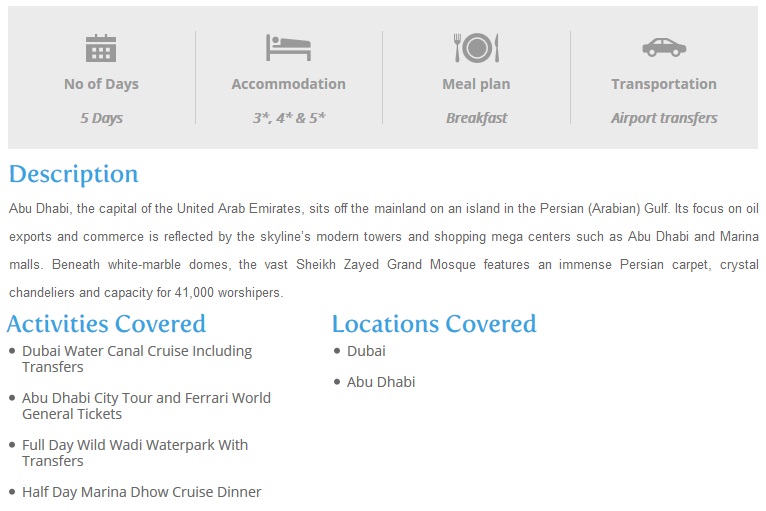 No of Days
Accommodation
Meal plan
Transportation
5 Days
3*, 4* & 5*
Breakfast
Airport transfers
Description
Abu Dhabi, the capital of the United Arab Emirates, sits off the mainland on an island in the Persian (Arabian) Gulf. Its focus on oil
exports and commerce is reflected by the skyline’s modern towers and shopping mega centers such as Abu Dhabi and Marina
malls. Beneath white-marble domes, the vast Sheikh Zayed Grand Mosque features an immense Persian carpet, crystal
chandeliers and capacity for 41,000 worshipers.
Activities Covered
Dubai Water Canal Cruise Including
Transfers
Abu Dhabi City Tour and Ferrari World
General Tickets
Full Day Wild Wadi Waterpark With
Transfers
Half Day Marina Dhow Cruise Dinner
Locations Covered
Dubai
Abu Dhabi